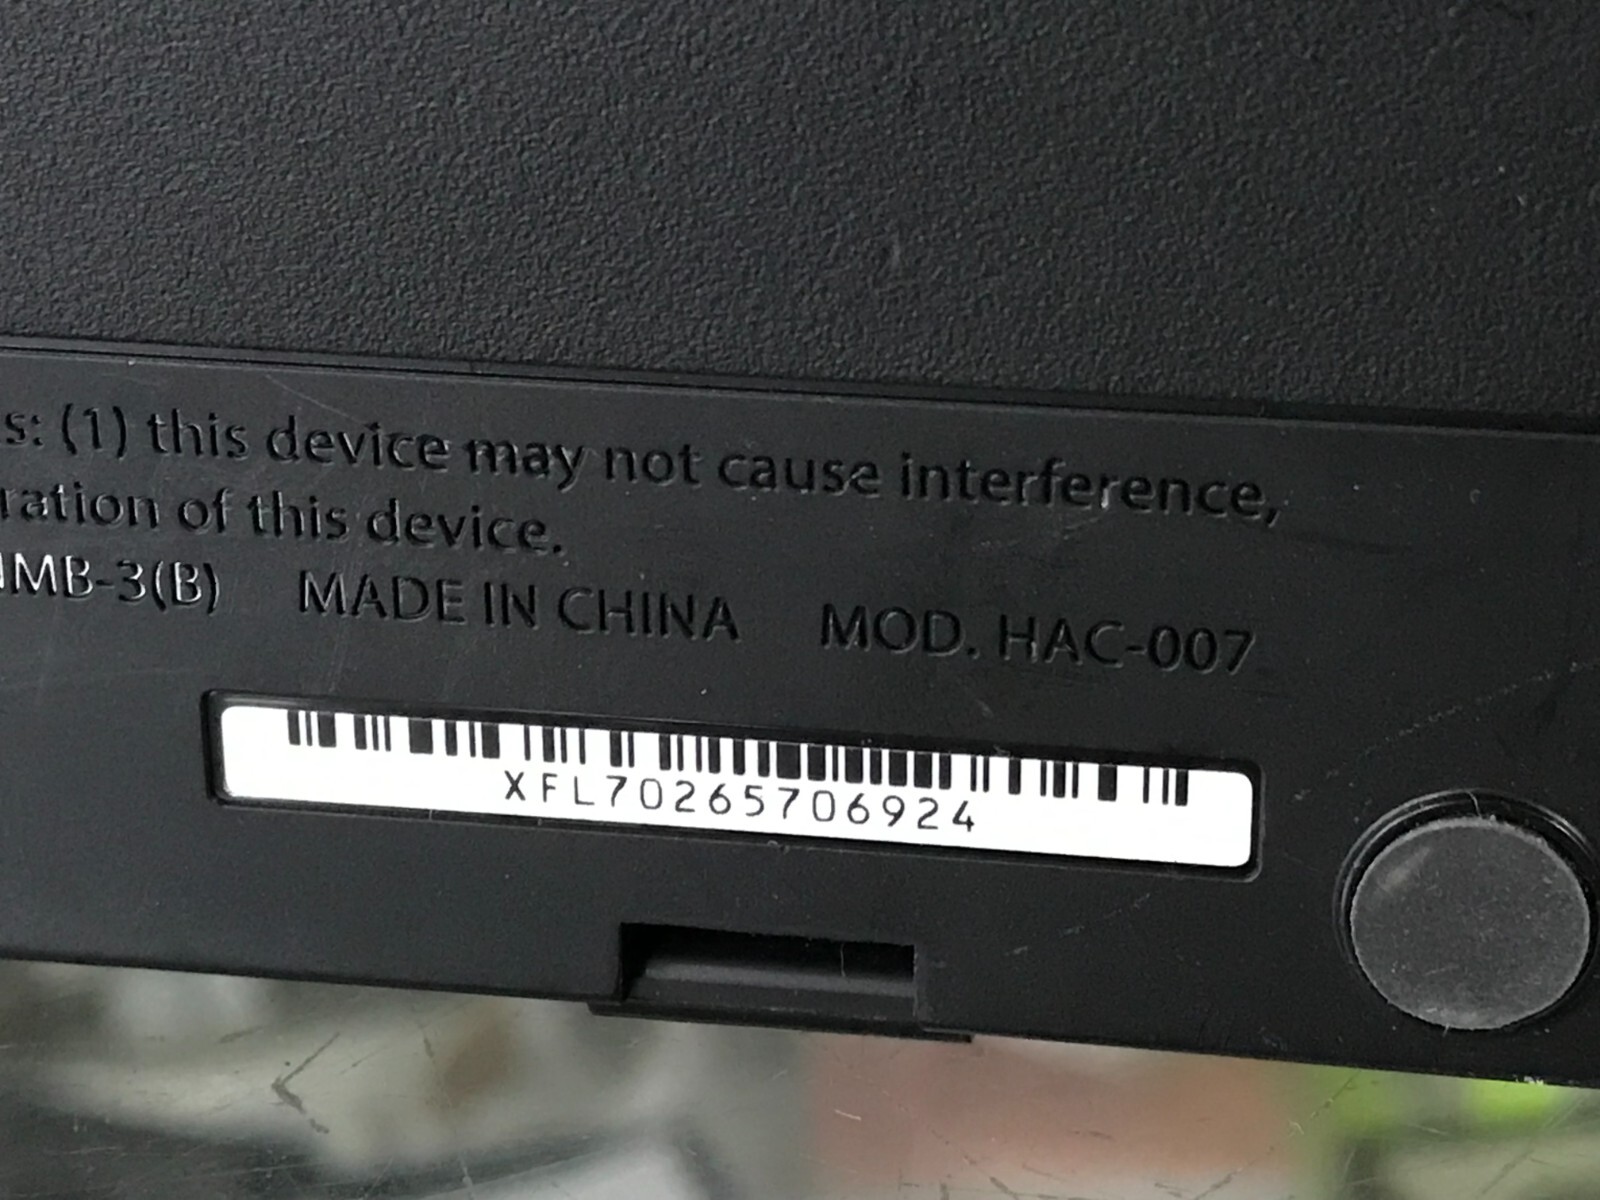 s: (1) this device may not cause interference,
ration of this device.
NMB-3(B) MADE IN CHINA MOD. HAC-007
XFL70265706924